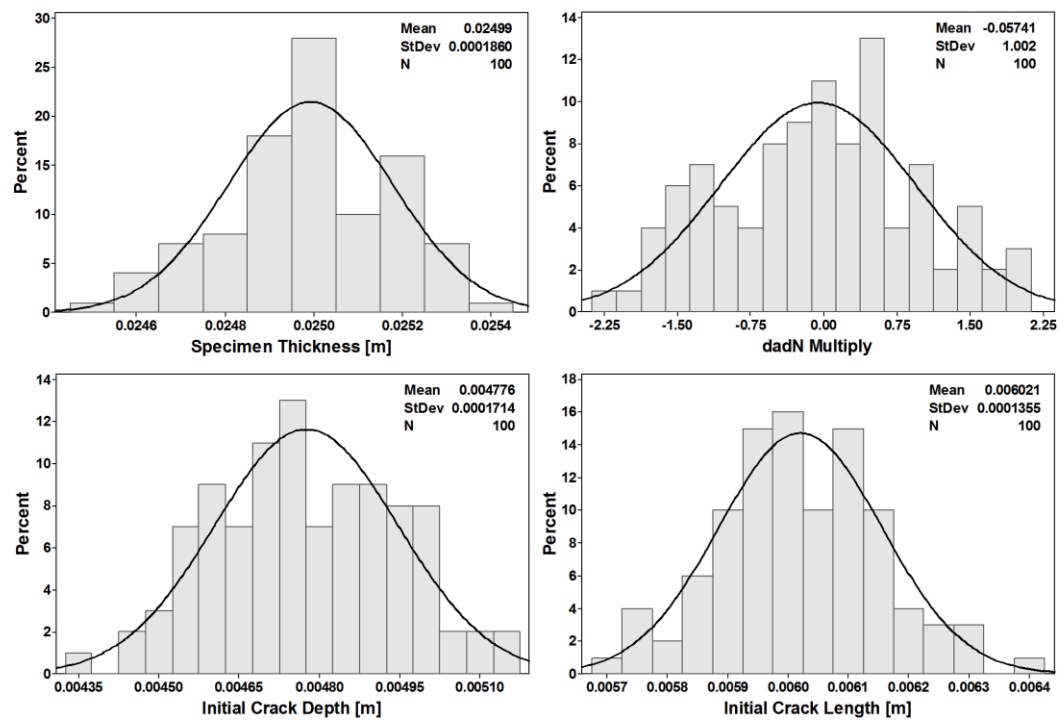 30
25
20
15
10
5
0
Percent
Mean 0.02499
StDev 0.0001860
N 100
0.0246 0.0248 0.0250 0.0252 0.0254
Specimen Thickness [m]
14
12
10
8
6
4
2
0
Percent
Mean -0.05741
StDev 1.002
N 100
-2.25 -1.50 -0.75 0.00 0.75 1.50 2.25
dadN Multiply
14
12
10
8
6
4
2
0
Percent
Mean 0.004776
StDev 0.0001714
N 100
0.00435 0.00450 0.00465 0.00480 0.00495 0.00510
Initial Crack Depth [m]
18
16
14
12
10
8
6
4
2
0
Percent
Mean 0.006021
StDev 0.0001355
N 100
0.0057 0.0058 0.0059 0.0060 0.0061 0.0062 0.0063 0.0064
Initial Crack Length [m]